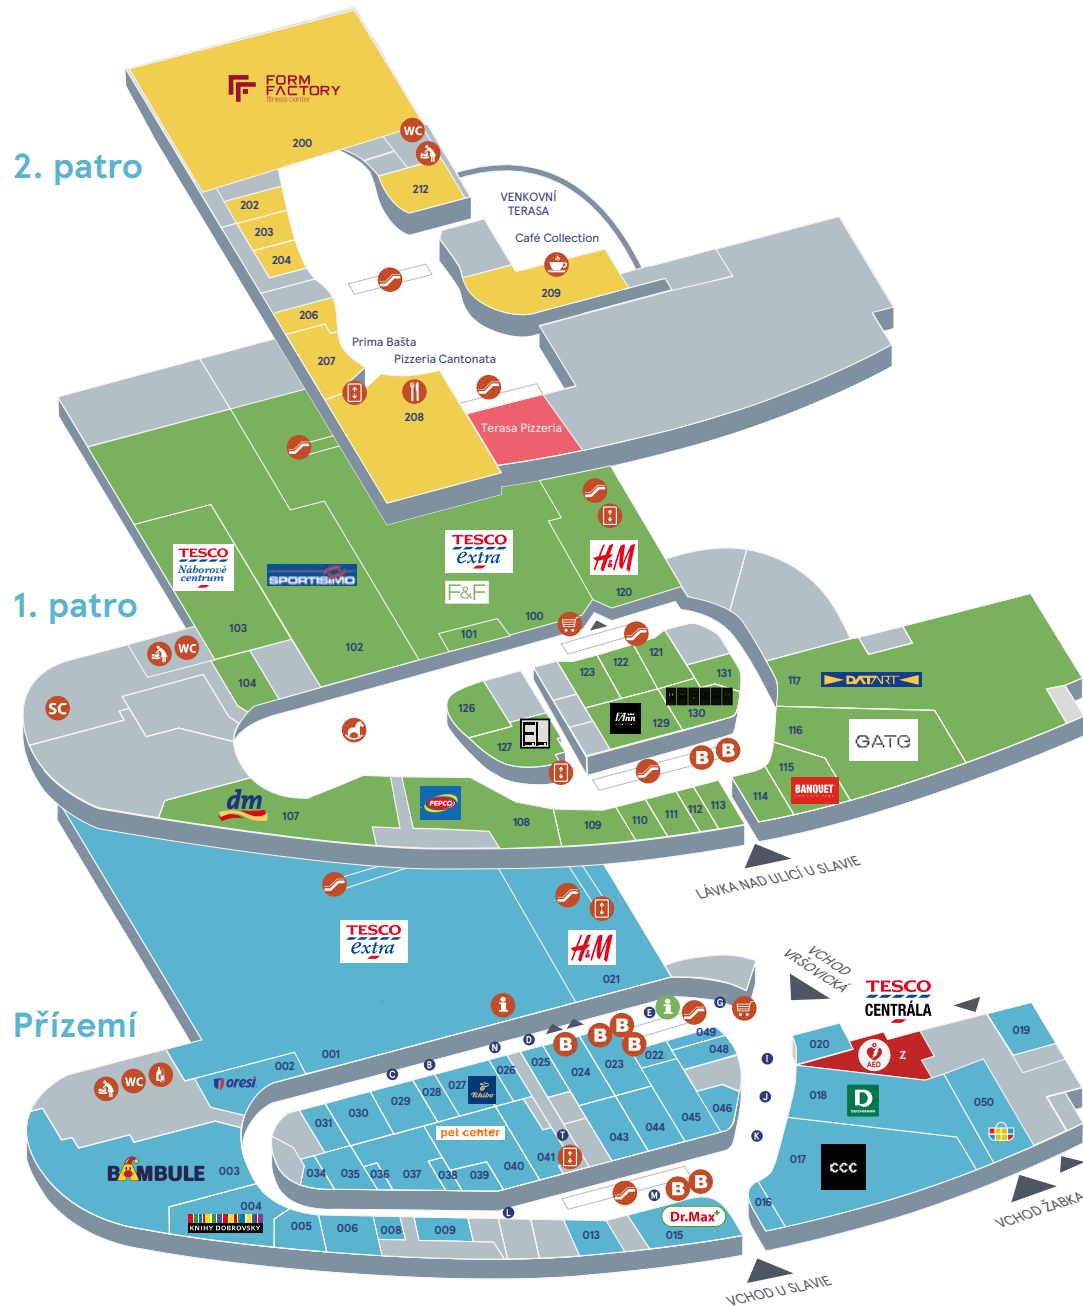 FORM
FACTORY
fitness center
200
WC
2. patro
212
202
VENKOVNÍ
TERASA
203
Café Collection
204
209
206
Prima Bašta
207
Pizzeria Cantonata
208
Terasa Pizzeria
TESCO
extra
F&F
H&M
TESCO
Náborové
centrum
SPORTISIMO
1. patro
100
120
101
103
102
WC
104
SC
121
122
123
131
117
DATART
126
129
130
127
EL
116
GATE
115
BANQUET
114
B
B
dm
107
PEPCO
108
109
110
111
112
113
LÁVKA NAD ULICÍ U SLAVIE
TESCO
extra
H&M
021
VCHOD
VRŠOVICKÁ
TESCO
CENTRÁLA
Přízemí
001
002
oresi
WC
G
E
i
i
N
D
B
C
B
B
B
B
049
048
022
023
024
025
026
027
028
029
030
031
Tchibo
pet center
019
020
AED
Z
I
J
K
018
D
DEICHMANN
050
017
CCC
016
046
045
044
043
T
041
040
039
038
037
036
035
034
BAMBULE
003
004
KNIHY DOBROVSKÝ
005
006
008
009
L
M
B
B
013
Dr.Max+
015
VCHOD ŽABKA
VCHOD U SLAVIE